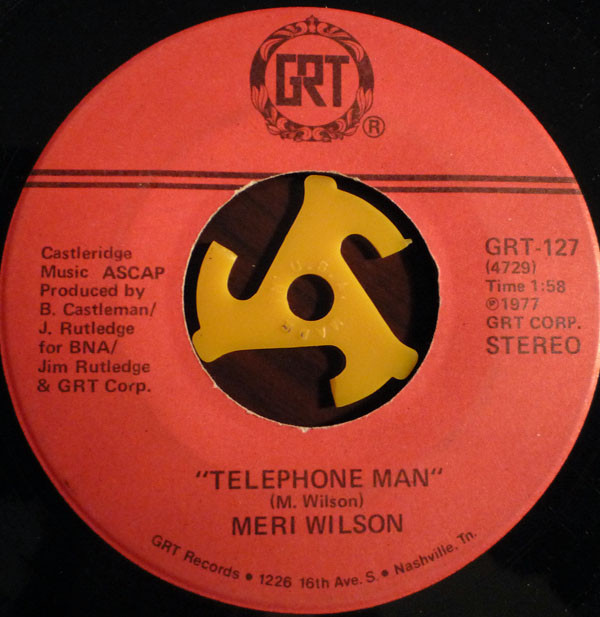 GRT
®
Castleridge
Music ASCAP
Produced by
B. Castleman/
J. Rutledge
for BNA/
Jim Rutledge
& GRT Corp.
GRT-127
(4729)
Time 1:58
℗1977
GRT CORP.
STEREO
"TELEPHONE MAN"
(M. Wilson)
MERI WILSON
GRT Records • 1226 16th Ave. S. • Nashville, Tn.